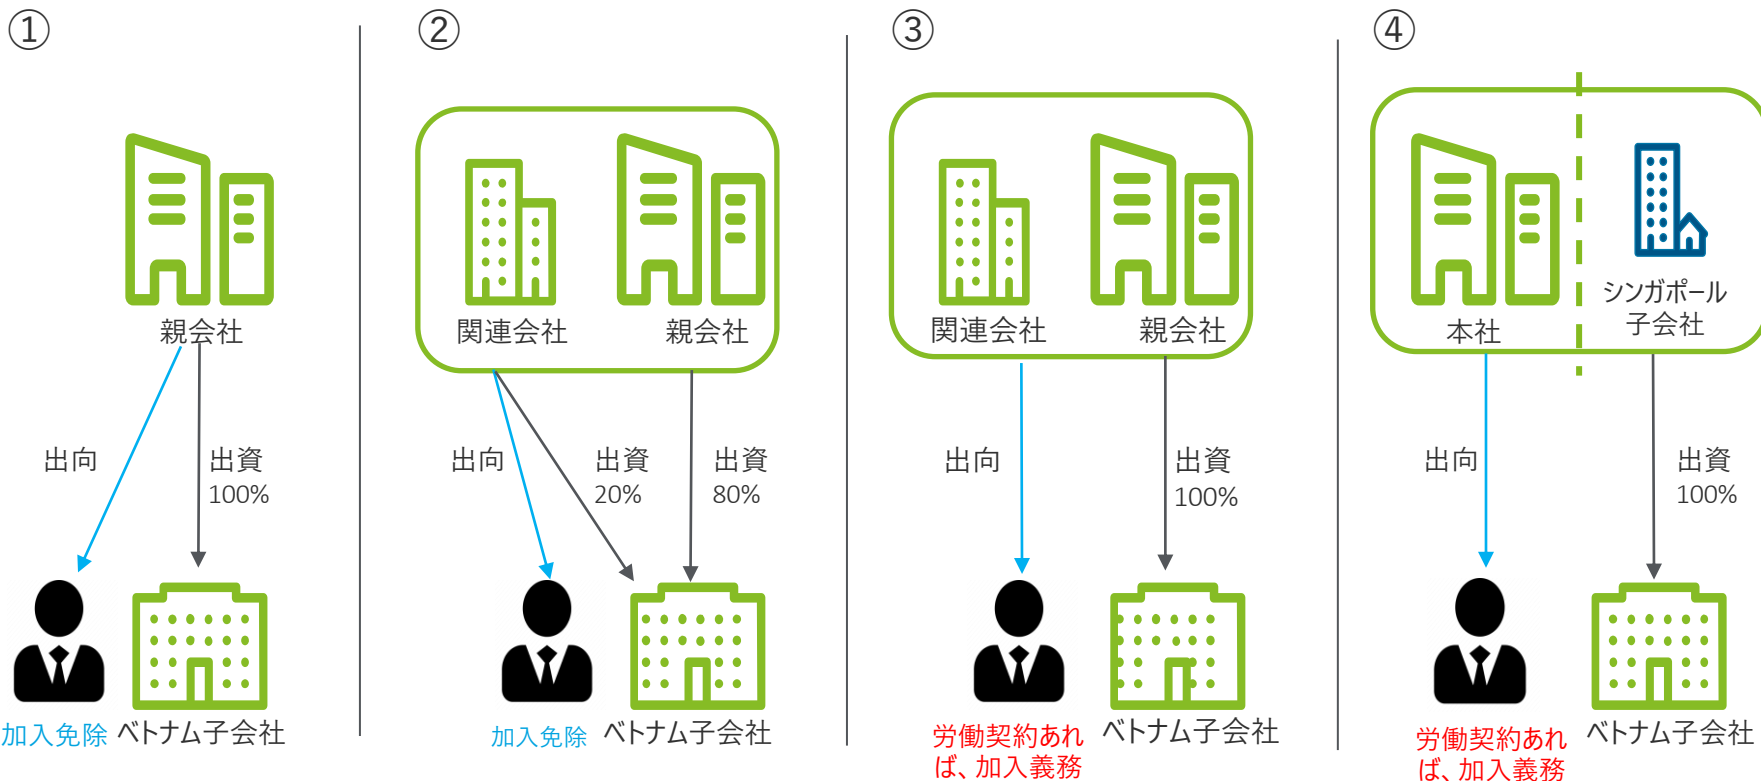 ①
親会社
出向
出資
100%
加入免除
ベトナム子会社
②
関連会社
親会社
出向
出資
20%
出資
80%
加入免除
ベトナム子会社
③
関連会社
親会社
出向
出資
100%
労働契約あれ
ば、加入義務
ベトナム子会社
④
本社
シンガポール
子会社
出向
出資
100%
労働契約あれ
ば、加入義務
ベトナム子会社